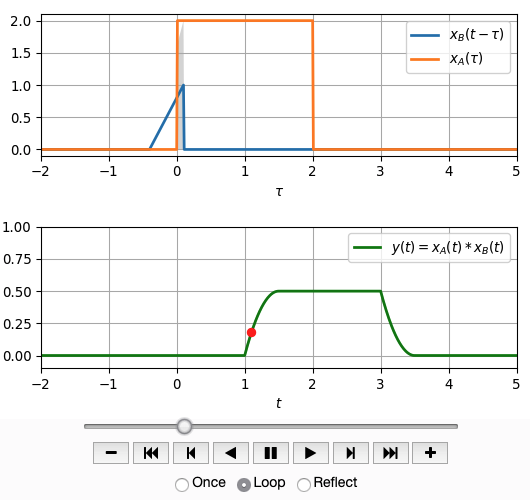 2.0
1.5
1.0
0.5
0.0
−2 −1 0 1 2 3 4 5
τ
x_B(t − τ)
x_A(τ)
1.00
0.75
0.50
0.25
0.00
−2 −1 0 1 2 3 4 5
t
y(t) = x_A(t) * x_B(t)
Once Loop Reflect